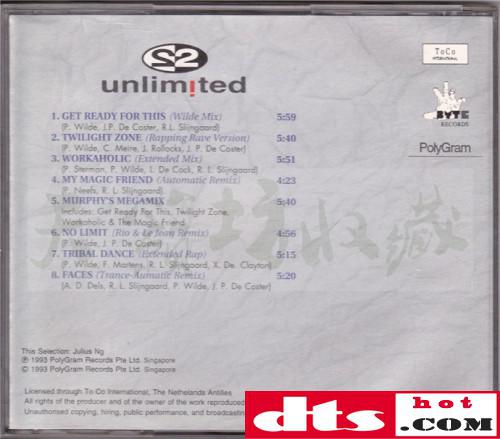 2
unlimited
ToCo
INTERNATIONAL
BYTE
RECORDS
PolyGram
1. GET READY FOR THIS (Wilde Mix) 5:59
[P. Wilde, J.P. De Coster, R.L. Slijngaard]
2. TWILIGHT ZONE (Rapping Rave Version) 5:40
[P. Wilde, C. Meire, J. Rollocks, J. P. De Coster]
3. WORKAHOLIC (Extended Mix) 5:51
[P. Sterman, P. Wilde, L. De Cock, R. L. Slijngaard]
4. MY MAGIC FRIEND (Automatic Remix) 4:23
[P. Neefs, R. L. Slijngaard]
5. MURPHY'S MEGAMIX 5:40
Includes: Get Ready For This, Twilight Zone,
Workaholic & The Magic Friend.
6. NO LIMIT (Rio & Le Jean Remix) 4:56
[P. Wilde, J. P. De Coster]
7. TRIBAL DANCE (Extended Rap) 5:15
[P. Wilde, F. Martens, R. L. Slijngaard, X. De. Clayton]
8. FACES (Trance-Aumatic Remix) 5:20
[A. D. Dels, R. L. Slijngaard, P. Wilde, J. P. De Coster]
收藏
This Selection: Julius Ng
℗ 1993 PolyGram Records Pte Ltd. Singapore
© 1993 PolyGram Records Pte Ltd. Singapore
Licensed through To Co International, The Netherlands Antilles
All rights of the producer and of the owner of the work reproduced
Unauthorised copying, hiring, public performance, and broadcasting
dts
hot
.COM